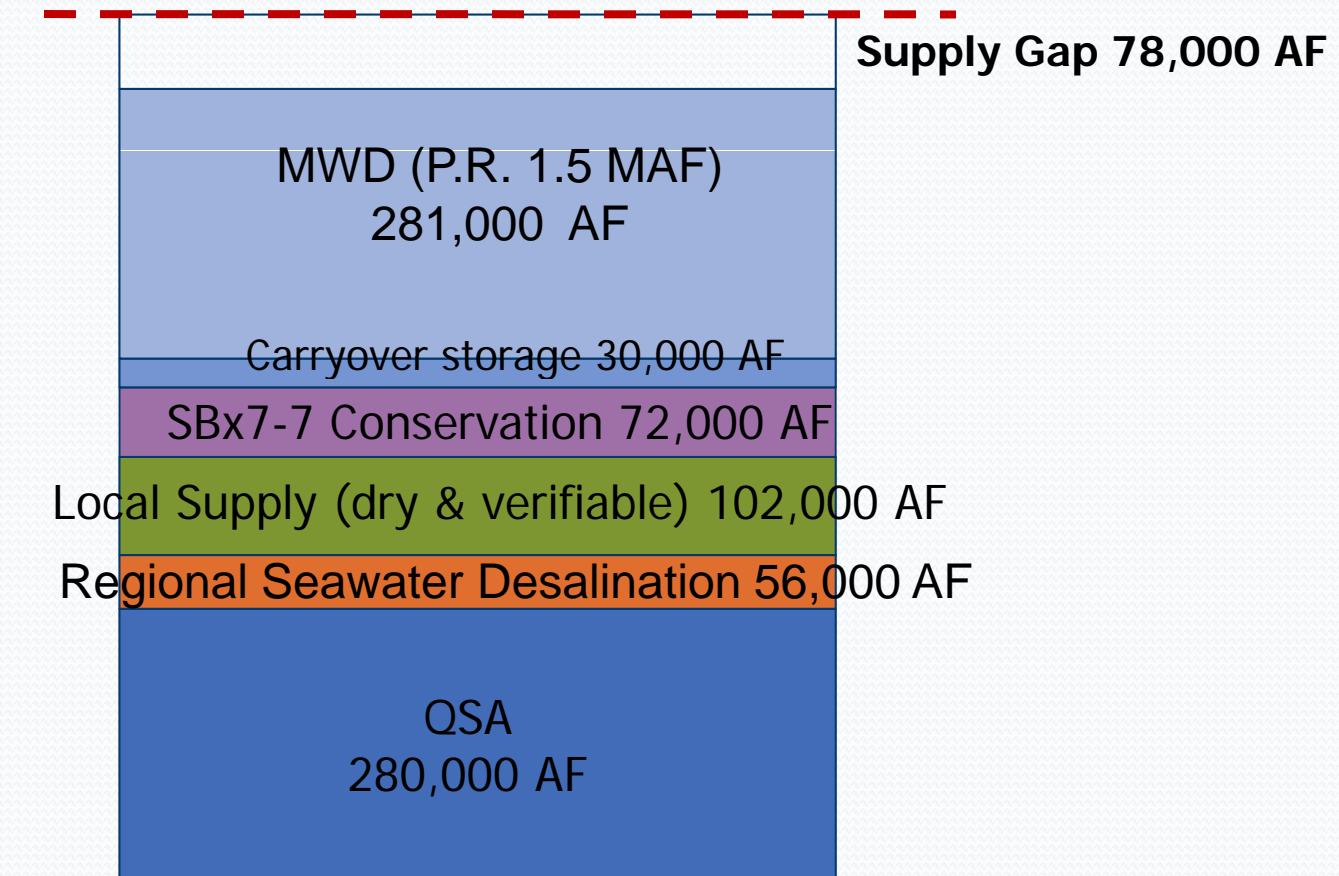 Supply Gap 78,000 AF
MWD (P.R. 1.5 MAF)
281,000 AF
Carryover storage 30,000 AF
SBx7-7 Conservation 72,000 AF
Local Supply (dry & verifiable) 102,000 AF
Regional Seawater Desalination 56,000 AF
QSA
280,000 AF